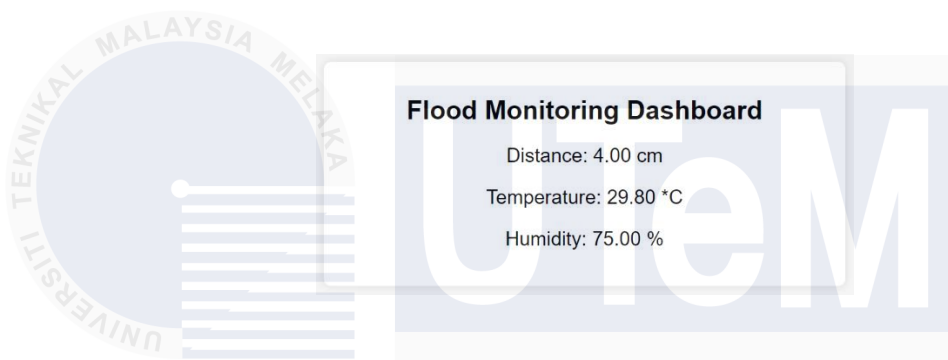 UNIVERSITI TEKNIKAL MALAYSIA MELAKA
UTeM
Flood Monitoring Dashboard
Distance: 4.00 cm
Temperature: 29.80 *C
Humidity: 75.00 %